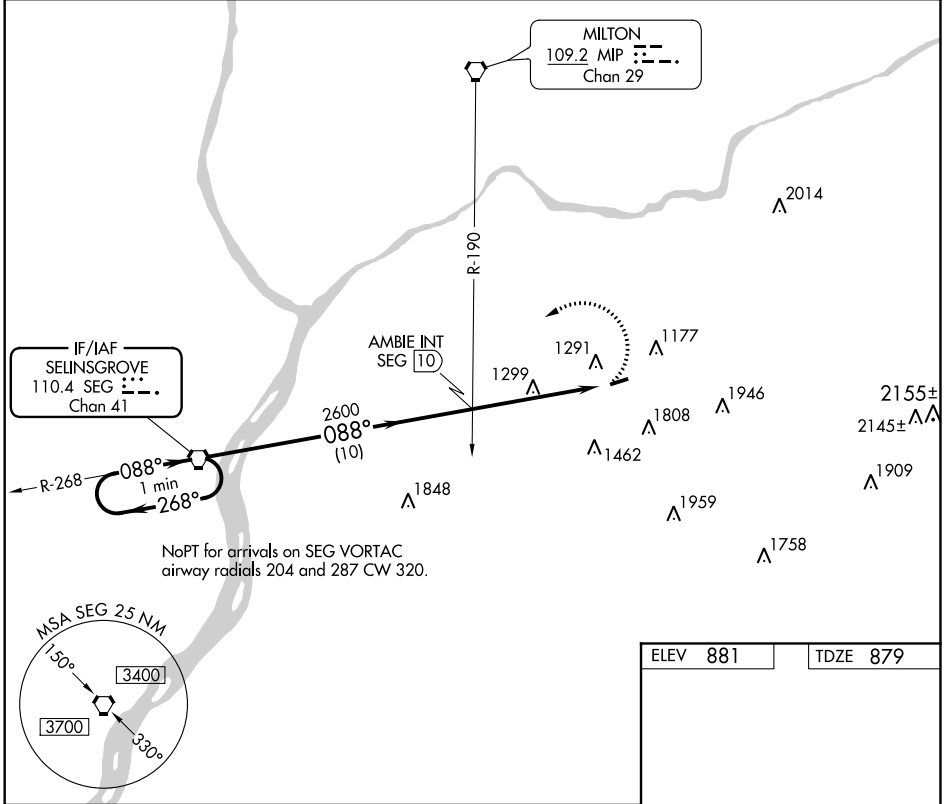 MILTON
109.2 MIP
Chan 29
2014
R-190
IF/IAF
SELINSGROVE
110.4 SEG
Chan 41
AMBIE INT
SEG 10
1291
1177
1299
1946
2155±
2145±
1808
2600
088°
(10)
1462
R-268
088°
1 min
268°
1848
1909
1959
1758
NoPT for arrivals on SEG VORTAC
airway radials 204 and 287 CW 320.
MSA SEG 25 NM
150°
3400
3700
330°
ELEV 881
TDZE 879